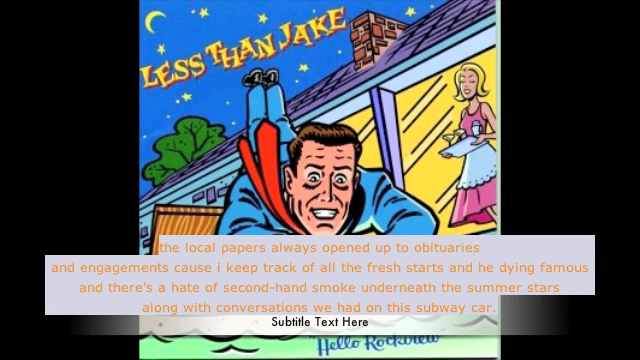 LESS THAN JAKE
the local papers always opened up to obituaries
and engagements cause i keep track of all the fresh starts and he dying famous
and there's a hate of second-hand smoke underneath the summer stars
along with conversations we had on this subway car.
Subtitle Text Here
"Hello Rockview"